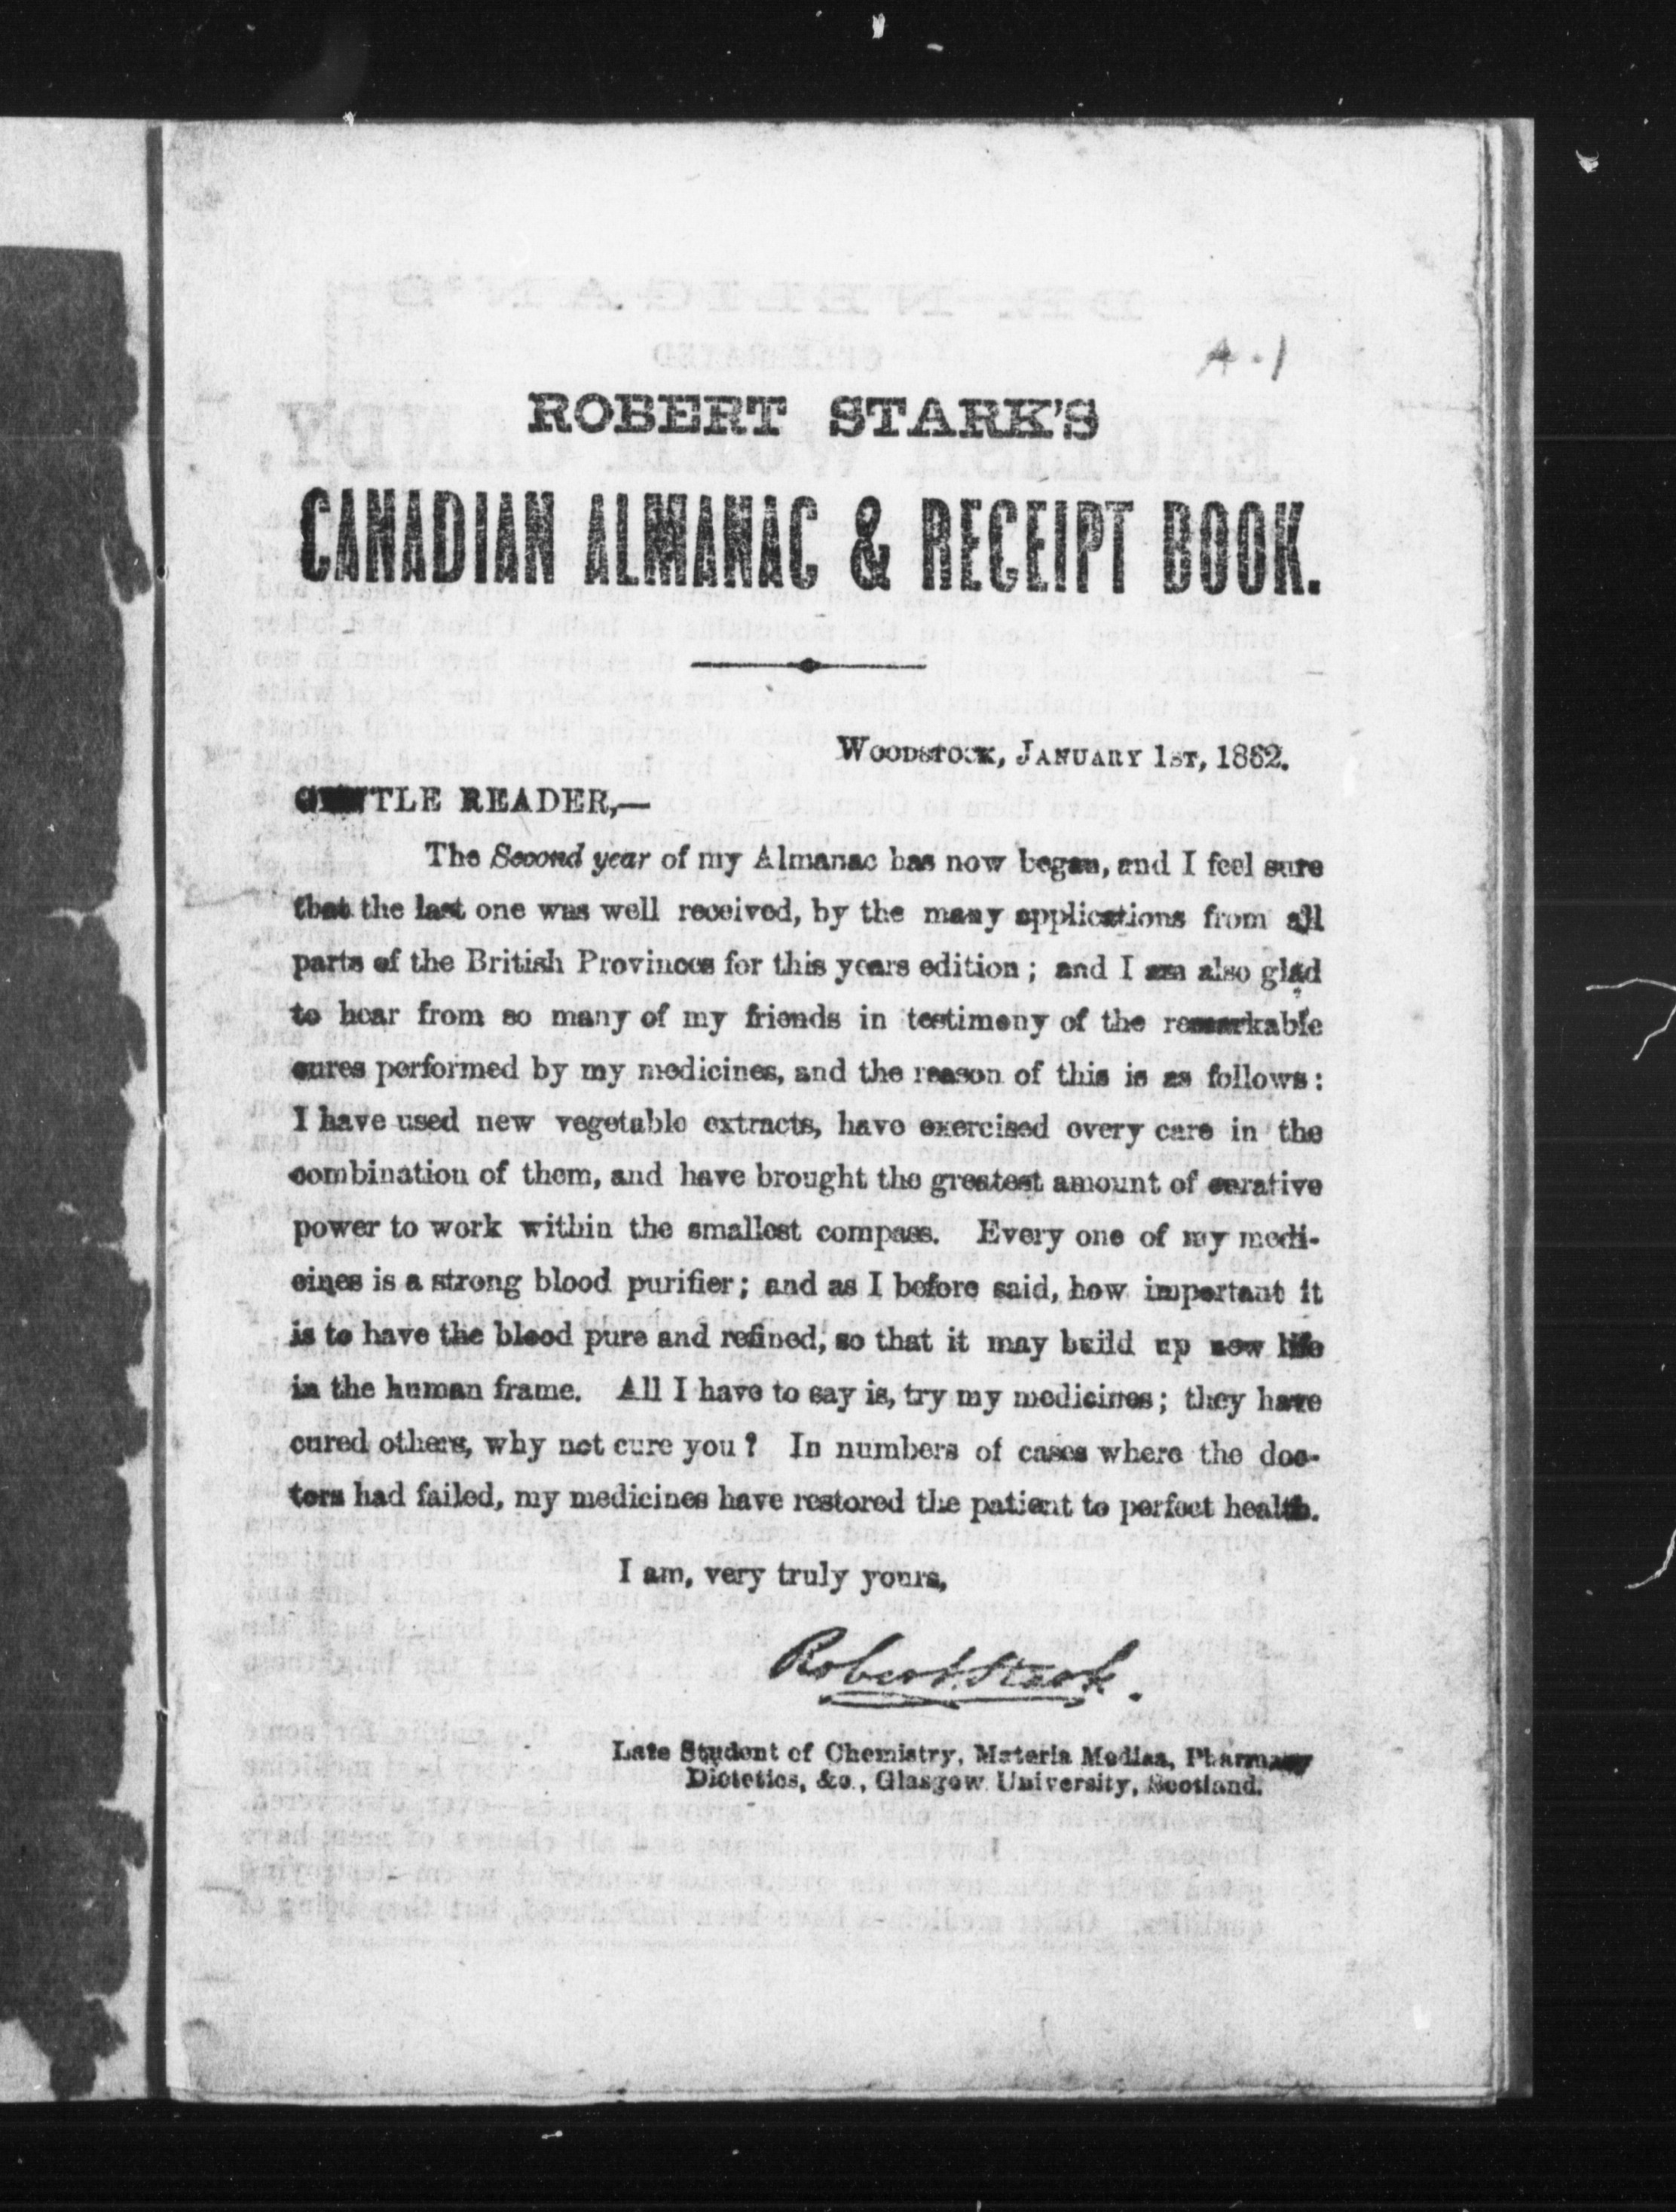 A-1
ROBERT STARK'S
CANADIAN ALMANAC & RECEIPT BOOK.
WOODSTOCK, JANUARY 1ST, 1862.
GENTLE READER,—
The Second year of my Almanac has now began, and I feel sure
that the last one was well received, by the many applications from all
parts of the British Provinces for this years edition; and I am also glad
to hear from so many of my friends in testimony of the remarkable
cures performed by my medicines, and the reason of this is as follows:
I have used new vegetable extracts, have exercised every care in the
combination of them, and have brought the greatest amount of curative
power to work within the smallest compass. Every one of my medi-
cines is a strong blood purifier; and as I before said, how important it
is to have the blood pure and refined, so that it may build up new life
in the human frame. All I have to say is, try my medicines; they have
cured others, why not cure you? In numbers of cases where the doc-
tors had failed, my medicines have restored the patient to perfect health.
I am, very truly yours,
Robert Stark.
Late Student of Chemistry, Materia Medica, Pharmacy
Dietetics, &c., Glasgow University, Scotland.